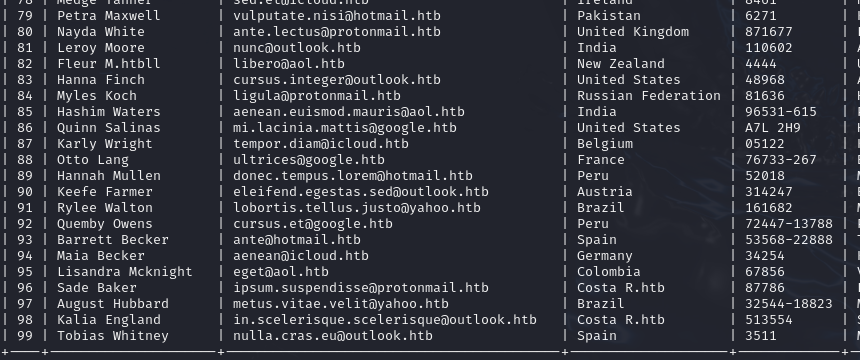 | 79 | Petra Maxwell | vulputate.nisi@hotmail.htb | Pakistan | 6271 |
| 80 | Nayda White | ante.lectus@protonmail.htb | United Kingdom | 871677 |
| 81 | Leroy Moore | nunc@outlook.htb | India | 110602 |
| 82 | Fleur M.htbll | libero@aol.htb | New Zealand | 4444 |
| 83 | Hanna Finch | cursus.integer@outlook.htb | United States | 48968 |
| 84 | Myles Koch | ligula@protonmail.htb | Russian Federation | 81636 |
| 85 | Hashim Waters | aenean.euismod.mauris@aol.htb | India | 96531-615 |
| 86 | Quinn Salinas | mi.lacinia.mattis@google.htb | United States | A7L 2H9 |
| 87 | Karly Wright | tempor.diam@icloud.htb | Belgium | 05122 |
| 88 | Otto Lang | ultrices@google.htb | France | 76733-267 |
| 89 | Hannah Mullen | donec.tempus.lorem@hotmail.htb | Peru | 52018 |
| 90 | Keefe Farmer | eleifend.egestas.sed@outlook.htb | Austria | 314247 |
| 91 | Rylee Walton | lobortis.tellus.justo@yahoo.htb | Brazil | 161682 |
| 92 | Quemby Owens | cursus.et@google.htb | Peru | 72447-13788 |
| 93 | Barrett Becker | ante@hotmail.htb | Spain | 53568-22888 |
| 94 | Maia Becker | aenean@icloud.htb | Germany | 34254 |
| 95 | Lisandra Mcknight | eget@aol.htb | Colombia | 67856 |
| 96 | Sade Baker | ipsum.suspendisse@protonmail.htb | Costa R.htb | 87786 |
| 97 | August Hubbard | metus.vitae.velit@yahoo.htb | Brazil | 32544-18823 |
| 98 | Kalia England | in.scelerisque.scelerisque@outlook.htb | Costa R.htb | 513554 |
| 99 | Tobias Whitney | nulla.cras.eu@outlook.htb | Spain | 3511 |